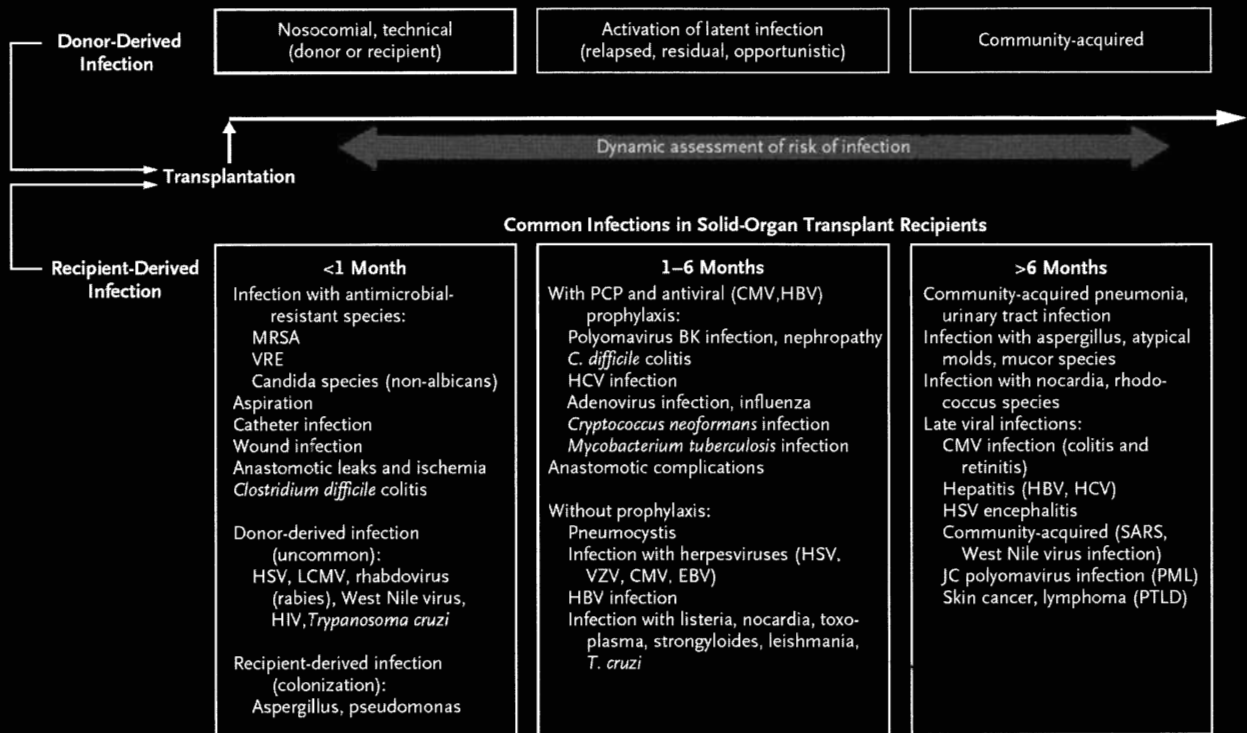 Donor-Derived
Infection
Nosocomial, technical
(donor or recipient)
Activation of latent infection
(relapsed, residual, opportunistic)
Community-acquired
Dynamic assessment of risk of infection
Transplantation
Common Infections in Solid-Organ Transplant Recipients
Recipient-Derived
Infection
<1 Month
Infection with antimicrobial-
resistant species:
MRSA
VRE
Candida species (non-albicans)
Aspiration
Catheter infection
Wound infection
Anastomotic leaks and ischemia
Clostridium difficile colitis
Donor-derived infection
(uncommon):
HSV, LCMV, rhabdovirus
(rabies), West Nile virus,
HIV, Trypanosoma cruzi
Recipient-derived infection
(colonization):
Aspergillus, pseudomonas
1–6 Months
With PCP and antiviral (CMV,HBV)
prophylaxis:
Polyomavirus BK infection, nephropathy
C. difficile colitis
HCV infection
Adenovirus infection, influenza
Cryptococcus neoformans infection
Mycobacterium tuberculosis infection
Anastomotic complications
Without prophylaxis:
Pneumocystis
Infection with herpesviruses (HSV,
VZV, CMV, EBV)
HBV infection
Infection with listeria, nocardia, toxo-
plasma, strongyloides, leishmania,
T. cruzi
>6 Months
Community-acquired pneumonia,
urinary tract infection
Infection with aspergillus, atypical
molds, mucor species
Infection with nocardia, rhodo-
coccus species
Late viral infections:
CMV infection (colitis and
retinitis)
Hepatitis (HBV, HCV)
HSV encephalitis
Community-acquired (SARS,
West Nile virus infection)
JC polyomavirus infection (PML)
Skin cancer, lymphoma (PTLD)